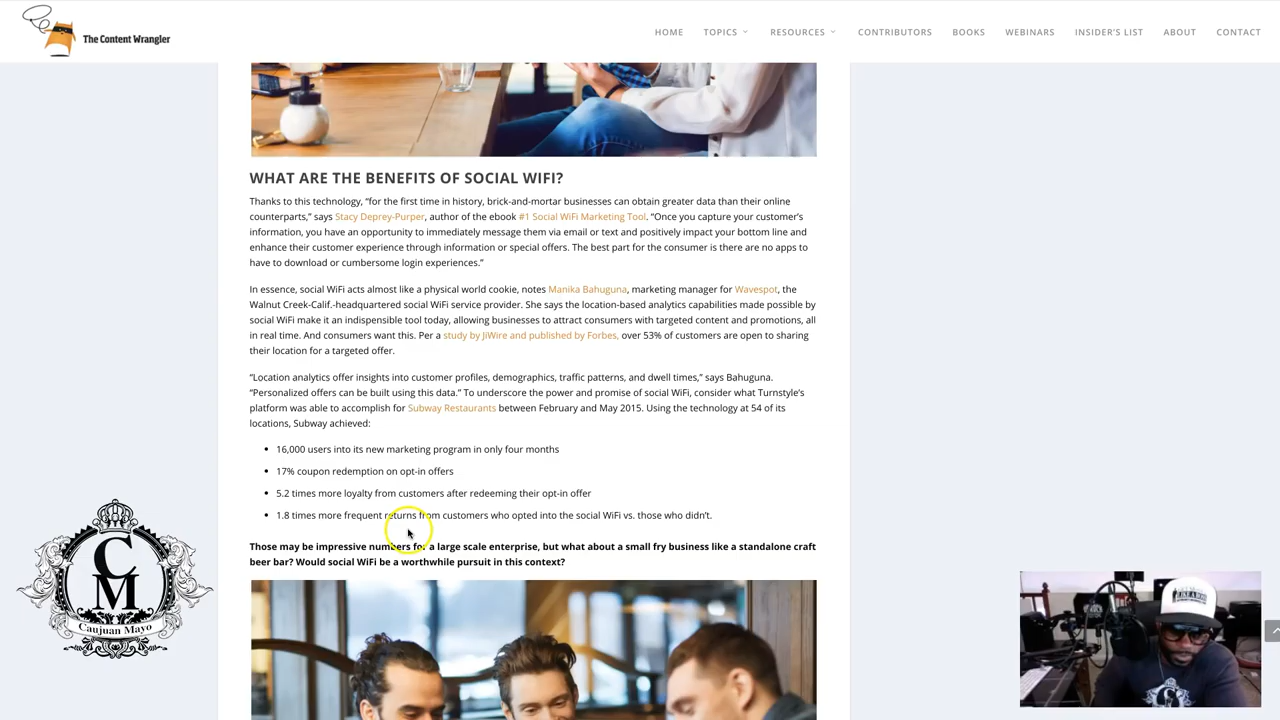 The Content Wrangler
HOME TOPICS RESOURCES CONTRIBUTORS BOOKS WEBINARS INSIDER'S LIST ABOUT CONTACT
WHAT ARE THE BENEFITS OF SOCIAL WIFI?
Thanks to this technology, “for the first time in history, brick-and-mortar businesses can obtain greater data than their online
counterparts,” says Stacy Deprey-Purper, author of the ebook #1 Social WiFi Marketing Tool. “Once you capture your customer’s
information, you have an opportunity to immediately message them via email or text and positively impact your bottom line and
enhance their customer experience through information or special offers. The best part for the consumer is there are no apps to
have to download or cumbersome login experiences.”
In essence, social WiFi acts almost like a physical world cookie, notes Manika Bahuguna, marketing manager for Wavespot, the
Walnut Creek-Calif.-headquartered social WiFi service provider. She says the location-based analytics capabilities made possible by
social WiFi make it an indispensible tool today, allowing businesses to attract consumers with targeted content and promotions, all
in real time. And consumers want this. Per a study by JiWire and published by Forbes, over 53% of customers are open to sharing
their location for a targeted offer.
“Location analytics offer insights into customer profiles, demographics, traffic patterns, and dwell times,” says Bahuguna.
“Personalized offers can be built using this data.” To underscore the power and promise of social WiFi, consider what Turnstyle’s
platform was able to accomplish for Subway Restaurants between February and May 2015. Using the technology at 54 of its
locations, Subway achieved:
• 16,000 users into its new marketing program in only four months
• 17% coupon redemption on opt-in offers
• 5.2 times more loyalty from customers after redeeming their opt-in offer
• 1.8 times more frequent returns from customers who opted into the social WiFi vs. those who didn’t.
Those may be impressive numbers for a large scale enterprise, but what about a small fry business like a standalone craft
beer bar? Would social WiFi be a worthwhile pursuit in this context?
C
M
Caujuan Mayo